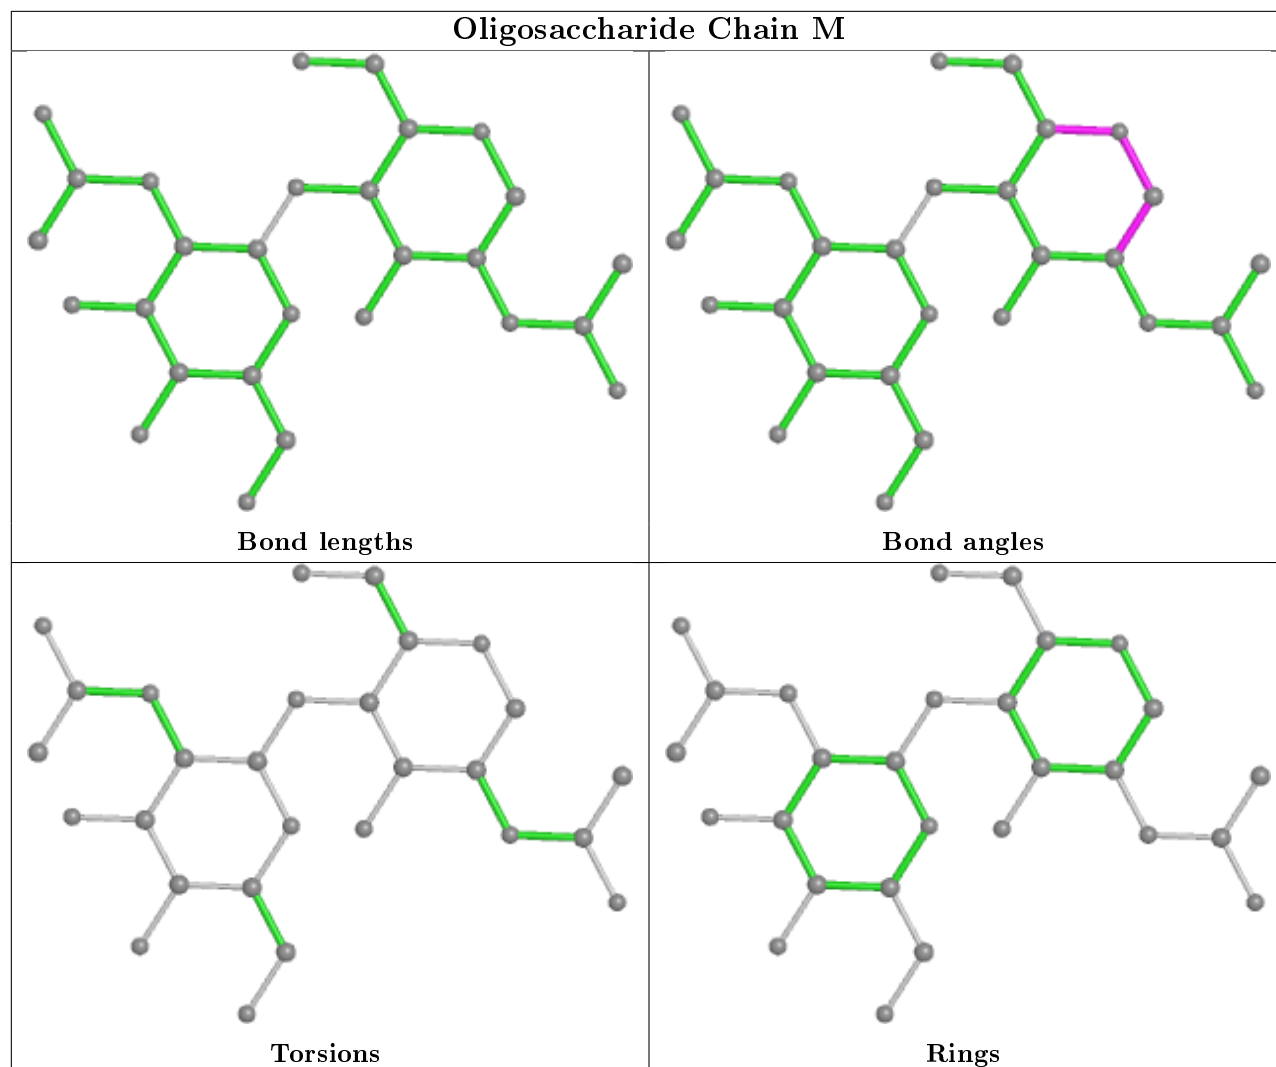 Oligosaccharide Chain M
Bond lengths
Bond angles
Torsions
Rings